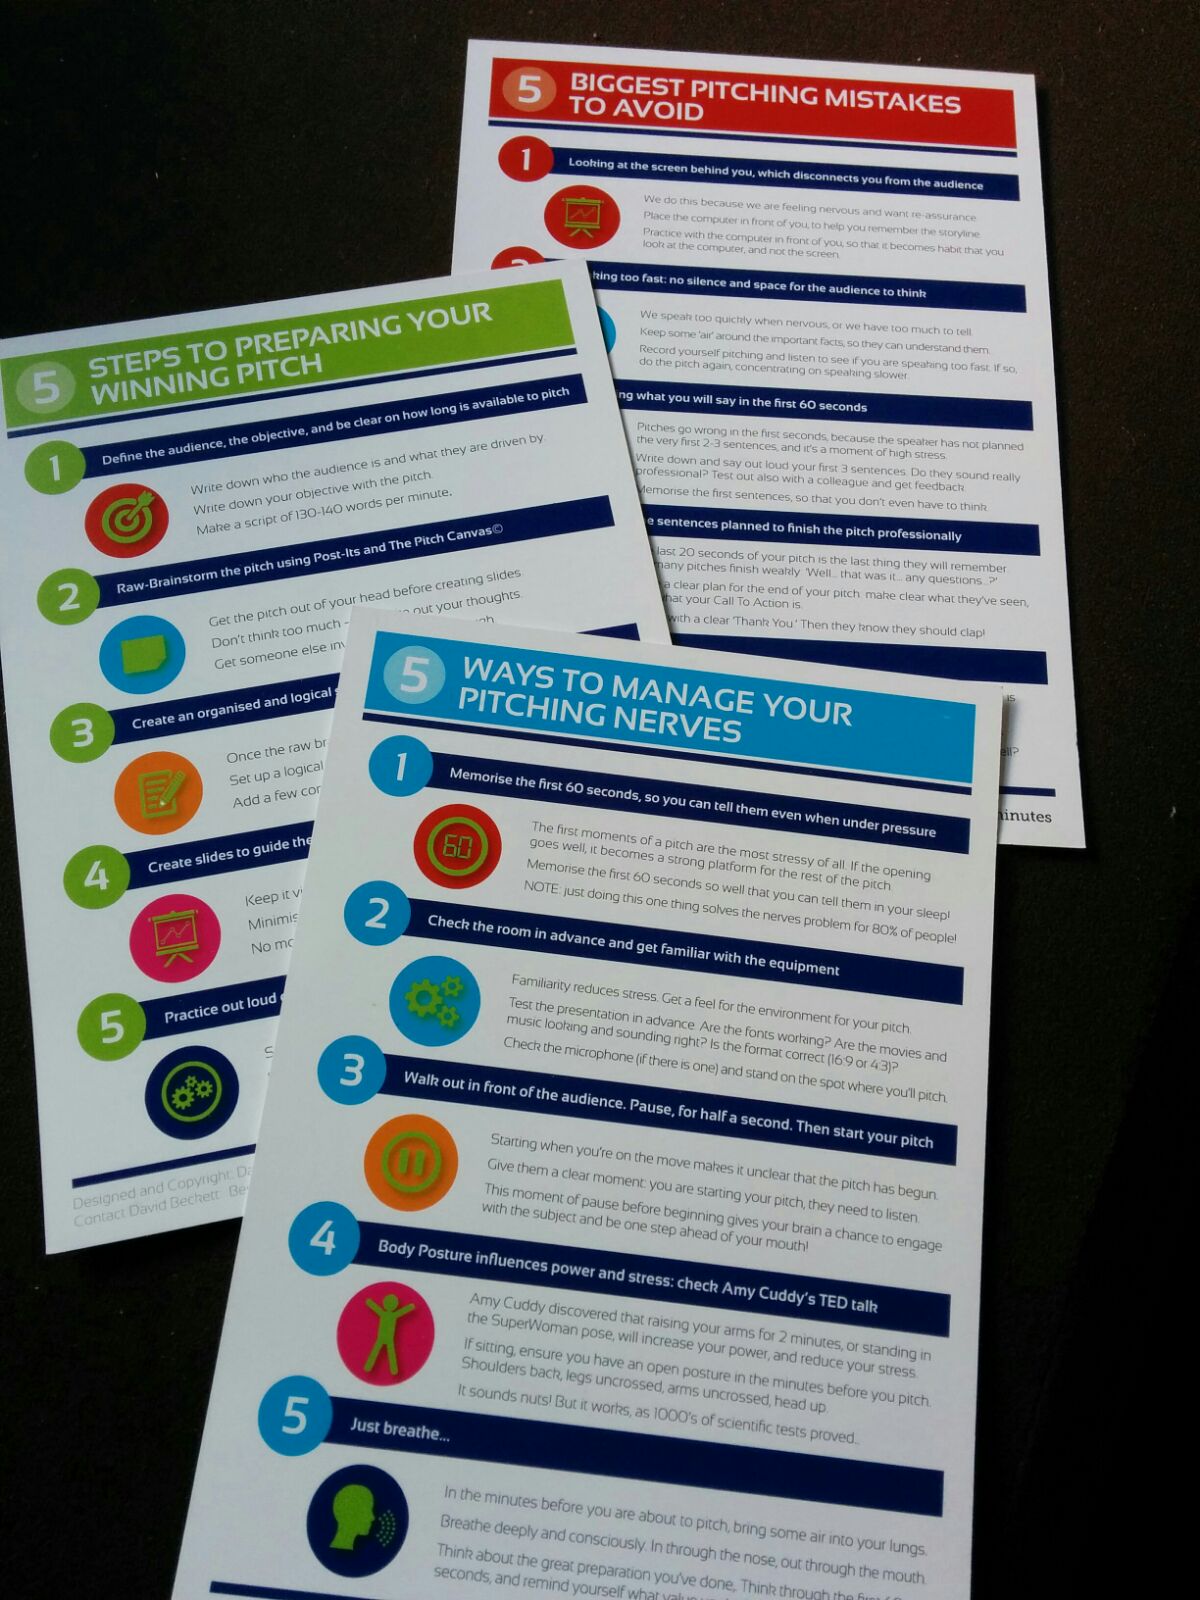 5
BIGGEST PITCHING MISTAKES
TO AVOID
1
Looking at the screen behind you, which disconnects you from the audience
We do this because we are feeling nervous and want re-assurance.
Place the computer in front of you, to help you remember the storyline.
Practice with the computer in front of you, so that it becomes habit that you
look at the computer, and not the screen.
too fast: no silence and space for the audience to think
We speak too quickly when nervous, or we have too much to tell.
Keep some 'air' around the important facts, so they can understand them.
Record yourself pitching and listen to see if you are speaking too fast. If so,
do the pitch again, concentrating on speaking slower.
what you will say in the first 60 seconds
Pitches go wrong in the first seconds, because the speaker has not planned
the very first 2-3 sentences, and it's a moment of high stress.
Write down and say out loud your first 3 sentences. Do they sound really
professional? Test out also with a colleague and get feedback.
Memorise the first sentences, so that you don't even have to think.
sentences planned to finish the pitch professionally
last 20 seconds of your pitch is the last thing they will remember.
many pitches finish weakly: 'Well... that was it... any questions...?'
a clear plan for the end of your pitch: make clear what they've seen,
what your Call To Action is.
with a clear 'Thank You.' Then they know they should clap!
is
minutes
5
STEPS TO PREPARING YOUR
WINNING PITCH
1
Define the audience, the objective, and be clear on how long is available to pitch
Write down who the audience is and what they are driven by.
Write down your objective with the pitch.
Make a script of 130-140 words per minute.
2
Raw-Brainstorm the pitch using Post-Its and The Pitch Canvas©
Get the pitch out of your head before creating slides.
Don't think too much - out your thoughts.
Get someone else
3
Create an organised and logical
Once the raw
Set up a logical
Add a few
4
Create slides to guide the
Keep it
No
5
Practice out loud
Designed and Copyright:
Contact David Beckett
5
WAYS TO MANAGE YOUR
PITCHING NERVES
1
Memorise the first 60 seconds, so you can tell them even when under pressure
60
The first moments of a pitch are the most stressy of all. If the opening
goes well, it becomes a strong platform for the rest of the pitch.
Memorise the first 60 seconds so well that you can tell them in your sleep!
NOTE: just doing this one thing solves the nerves problem for 80% of people!
2
Check the room in advance and get familiar with the equipment
Familiarity reduces stress. Get a feel for the environment for your pitch.
Test the presentation in advance. Are the fonts working? Are the movies and
music looking and sounding right? Is the format correct (16:9 or 4:3)?
Check the microphone (if there is one) and stand on the spot where you'll pitch.
3
Walk out in front of the audience. Pause, for half a second. Then start your pitch
Starting when you're on the move makes it unclear that the pitch has begun.
Give them a clear moment: you are starting your pitch, they need to listen.
This moment of pause before beginning gives your brain a chance to engage
with the subject and be one step ahead of your mouth!
4
Body Posture influences power and stress: check Amy Cuddy's TED talk
Amy Cuddy discovered that raising your arms for 2 minutes, or standing in
the SuperWoman pose, will increase your power, and reduce your stress.
If sitting, ensure you have an open posture in the minutes before you pitch.
Shoulders back, legs uncrossed, arms uncrossed, head up.
It sounds nuts! But it works, as 1000's of scientific tests proved...
5
Just breathe...
In the minutes before you are about to pitch, bring some air into your lungs.
Breathe deeply and consciously. In through the nose, out through the mouth.
Think about the great preparation you've done. Think through the first
seconds, and remind yourself what